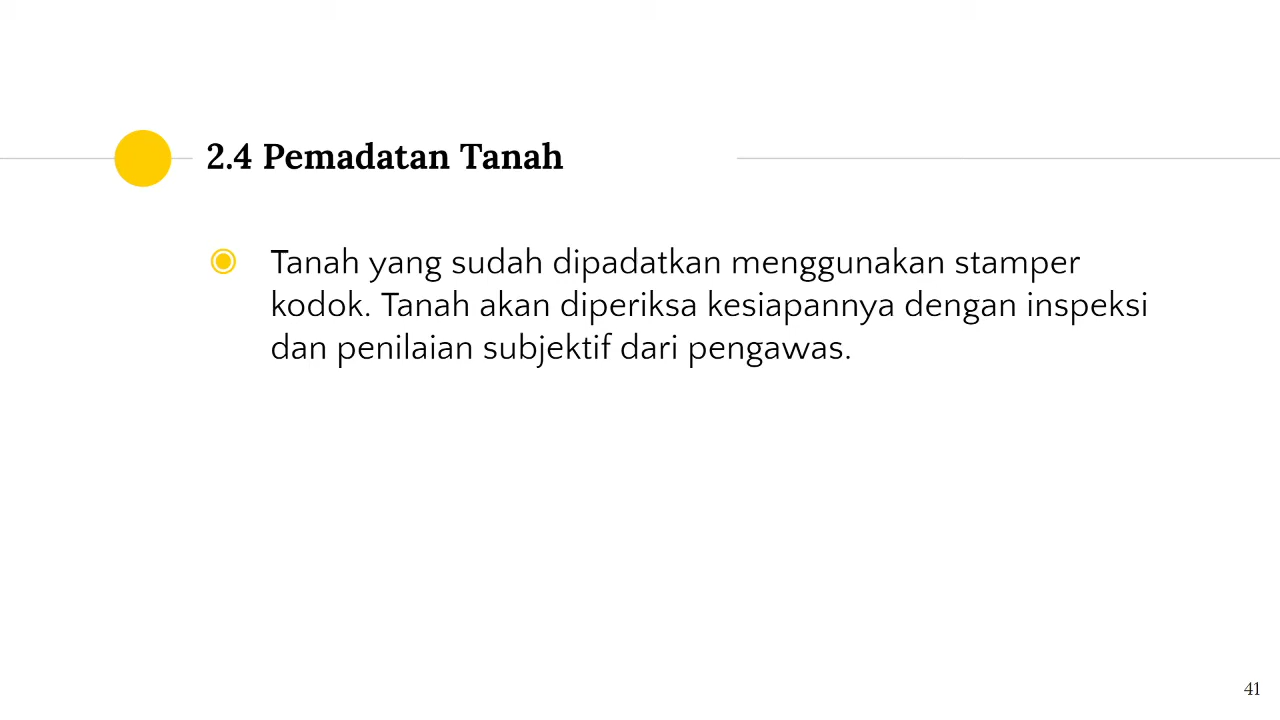 2.4 Pemadatan Tanah
Tanah yang sudah dipadatkan menggunakan stamper
kodok. Tanah akan diperiksa kesiapannya dengan inspeksi
dan penilaian subjektif dari pengawas.
41